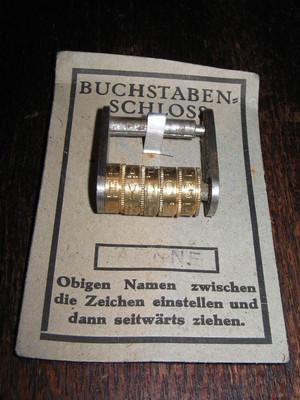 BUCHSTABEN=
SCHLOSS
Obigen Namen zwischen
die Zeichen einstellen und
dann seitwärts ziehen.